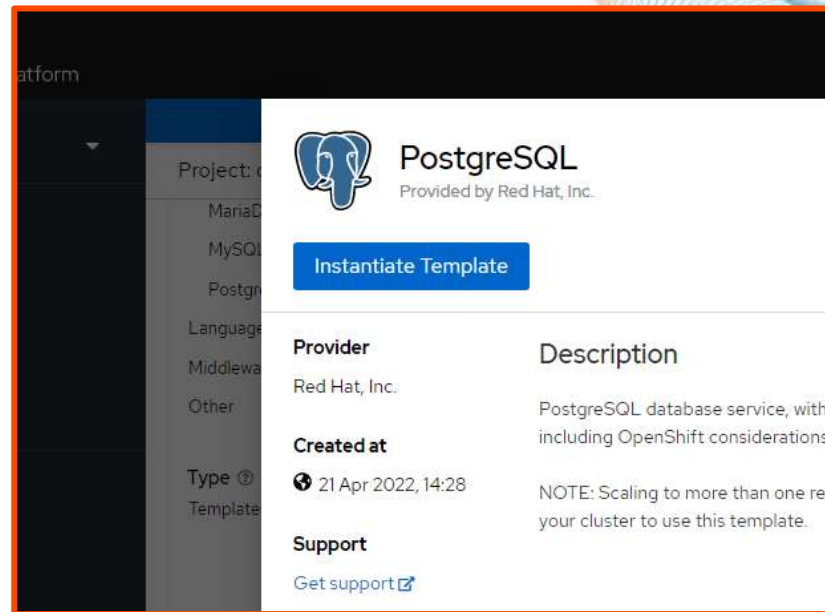 atform
PostgreSQL
Provided by Red Hat, Inc.
Project:
MariaD
MySQL
Postgr
Instantiate Template
Language
Middlewa
Other
Type
Template
Provider
Red Hat, Inc.
Created at
21 Apr 2022, 14:28
Support
Get support
Description
PostgreSQL database service, with
including OpenShift considerations
NOTE: Scaling to more than one re
your cluster to use this template.